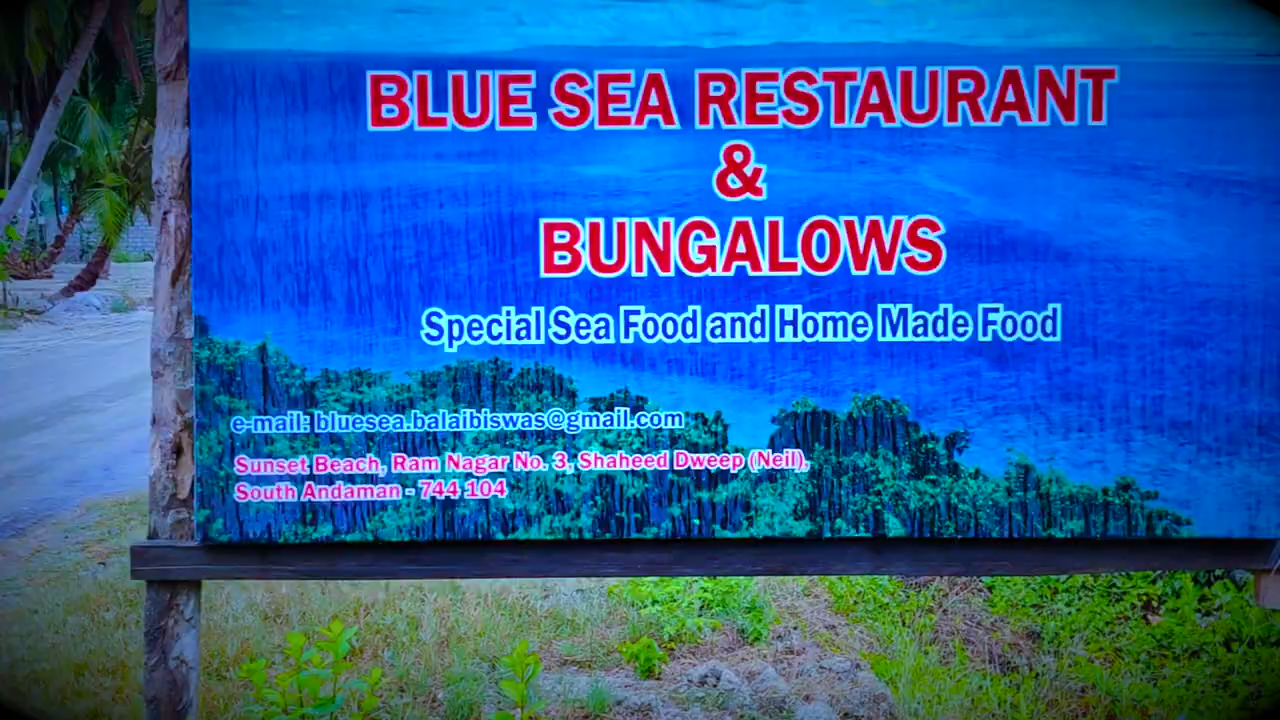 BLUE SEA RESTAURANT
&
BUNGALOWS
Special Sea Food and Home Made Food
e-mail: bluesea.balaibiswas@gmail.com
Sunset Beach, Ram Nagar No. 3, Shaheed Dweep (Neil),
South Andaman - 744 104